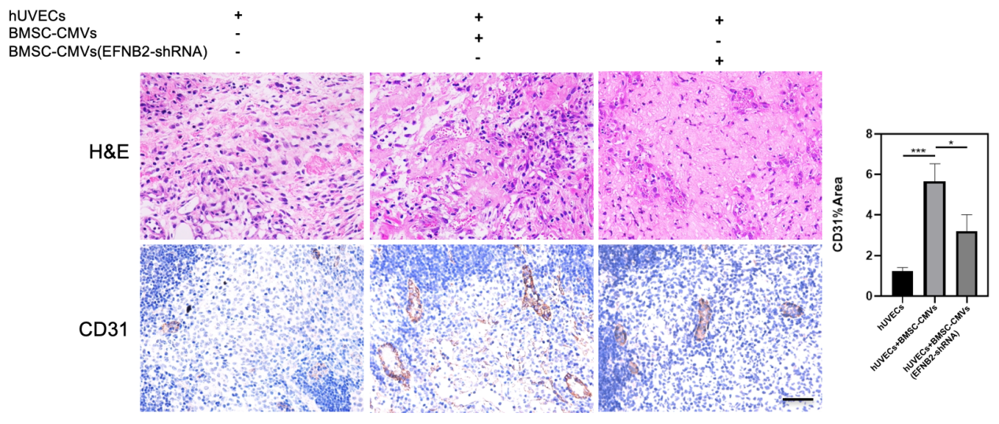 hUVECs + + +
BMSC-CMVs - + -
BMSC-CMVs(EFNB2-shRNA) - - +
H&E
CD31
CD31% Area
8
6
4
2
0
***
*
hUVECs
hUVECs+BMSC-CMVs
hUVECs+BMSC-CMVs
(EFNB2-shRNA)